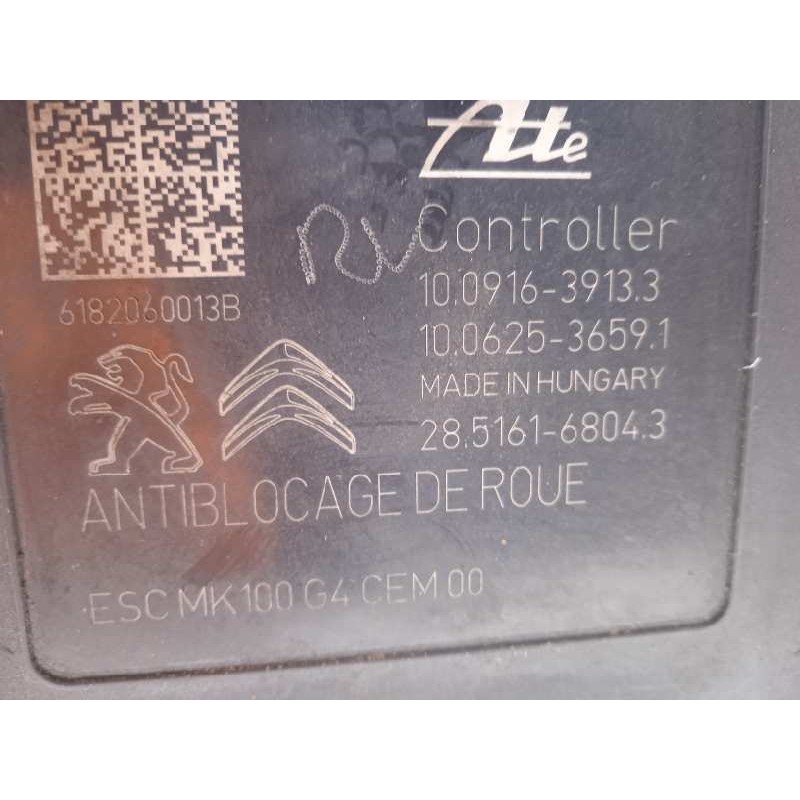 Ate
Controller
10.0916-3913.3
6182060013B
10.0625-3659.1
MADE IN HUNGARY
28.5161-6804.3
ANTIBLOCAGE DE ROUE
ESC MK100 G4 CEM 00